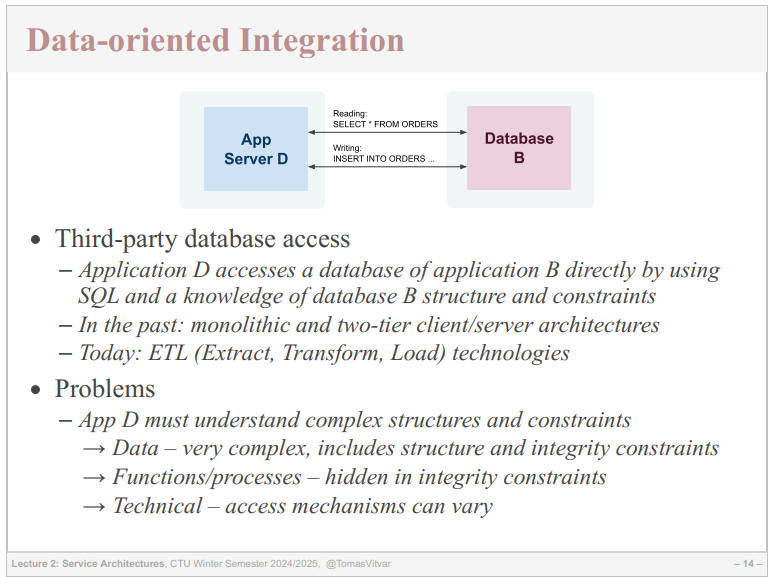 Data-oriented Integration
App
Server D
Reading:
SELECT * FROM ORDERS
Writing:
INSERT INTO ORDERS ...
Database
B
• Third-party database access
– Application D accesses a database of application B directly by using
SQL and a knowledge of database B structure and constraints
– In the past: monolithic and two-tier client/server architectures
– Today: ETL (Extract, Transform, Load) technologies
• Problems
– App D must understand complex structures and constraints
→ Data – very complex, includes structure and integrity constraints
→ Functions/processes – hidden in integrity constraints
→ Technical – access mechanisms can vary
Lecture 2: Service Architectures, CTU Winter Semester 2024/2025, @TomasVitvar
– 14 –